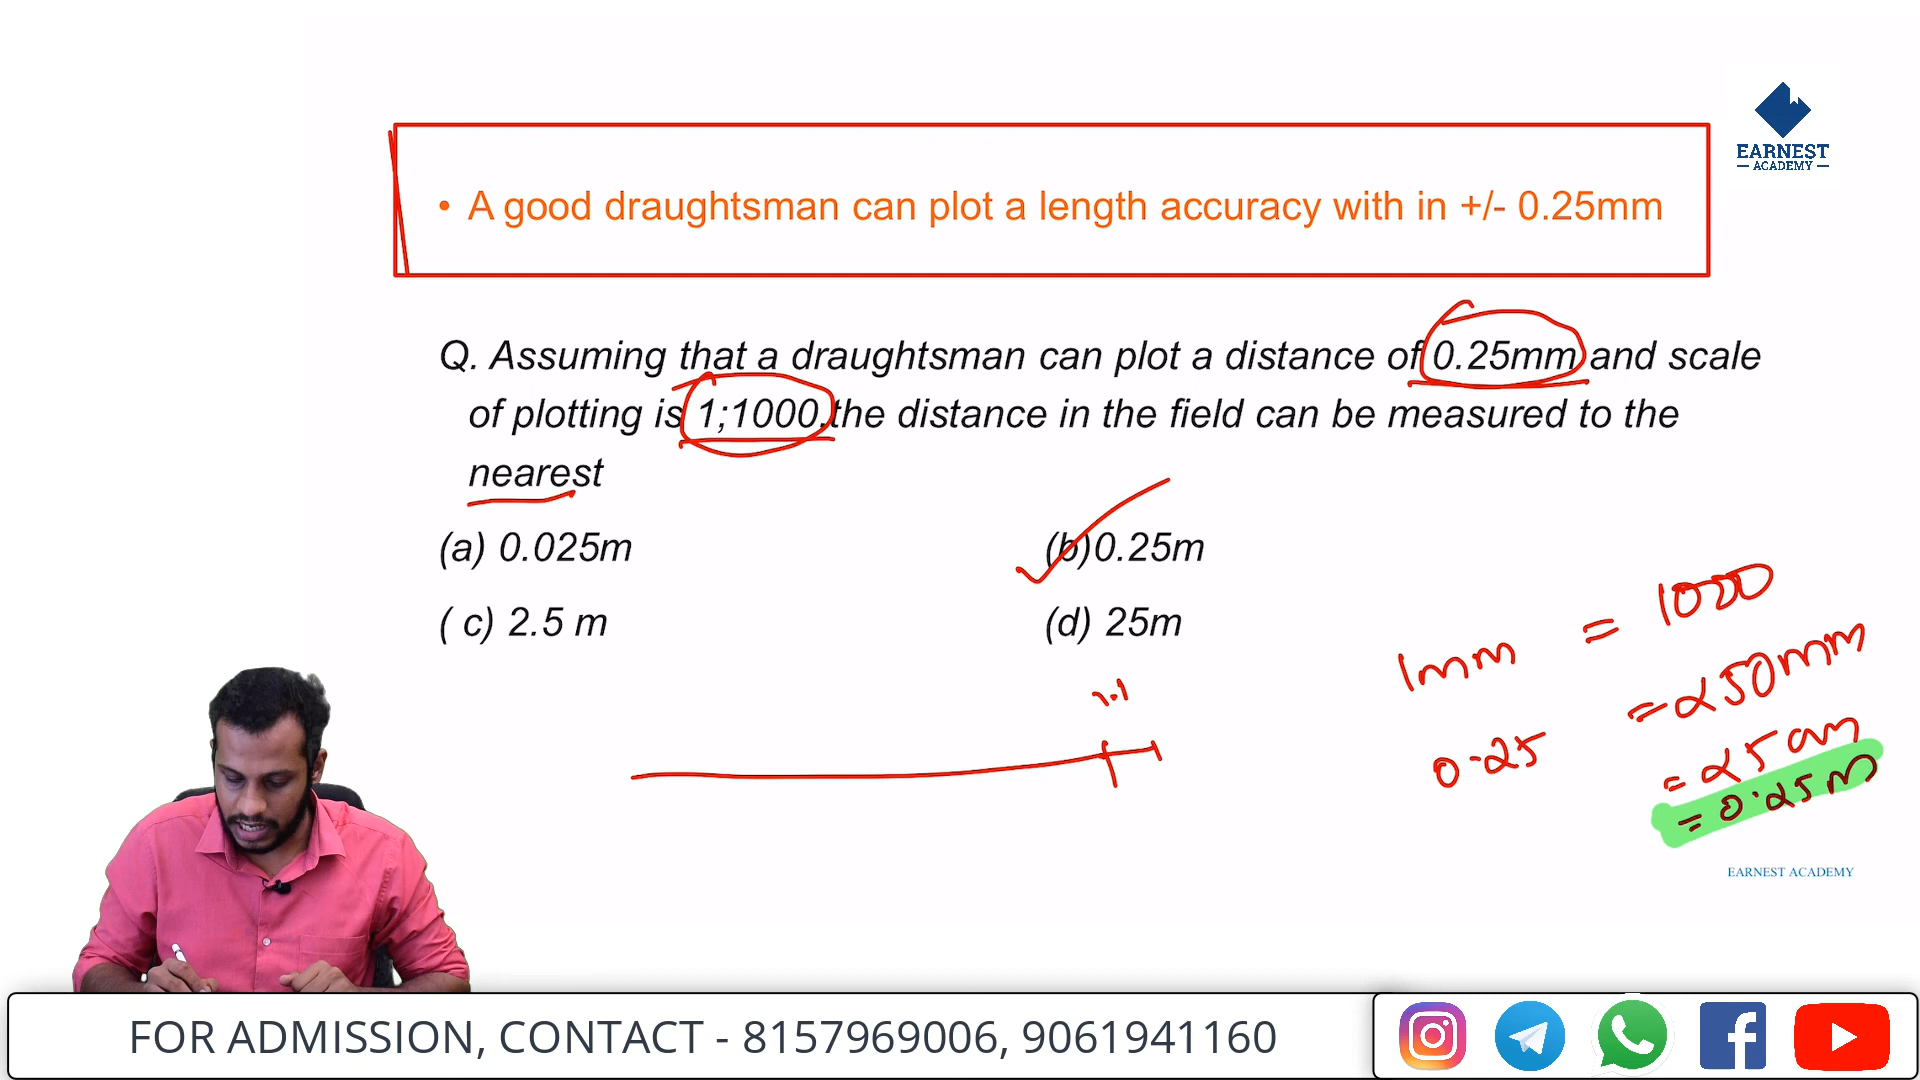 EARNEST
ACADEMY
• A good draughtsman can plot a length accuracy with in +/- 0.25mm
Q. Assuming that a draughtsman can plot a distance of 0.25mm and scale
of plotting is 1;1000.the distance in the field can be measured to the
nearest
(a) 0.025m
(b)0.25m
( c) 2.5 m
(d) 25m
1mm = 1000
0.25 = 250mm
= 25cm
= 0.25m
EARNEST ACADEMY
FOR ADMISSION, CONTACT - 8157969006, 9061941160